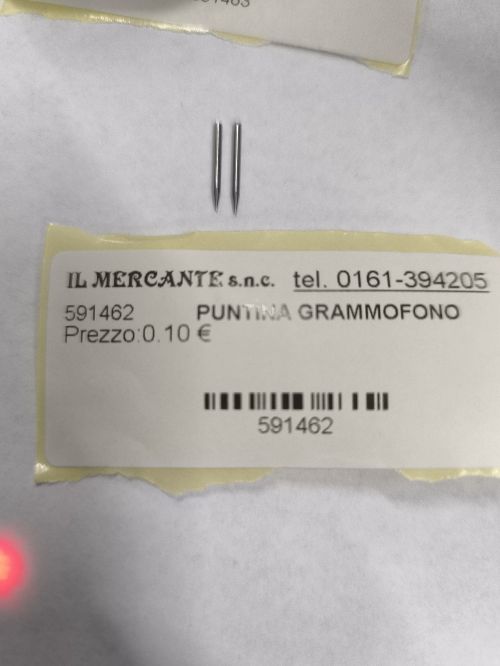 IL MERCANTE s.n.c. tel. 0161-394205
591462 PUNTINA GRAMMOFONO
Prezzo:0.10 €
591462